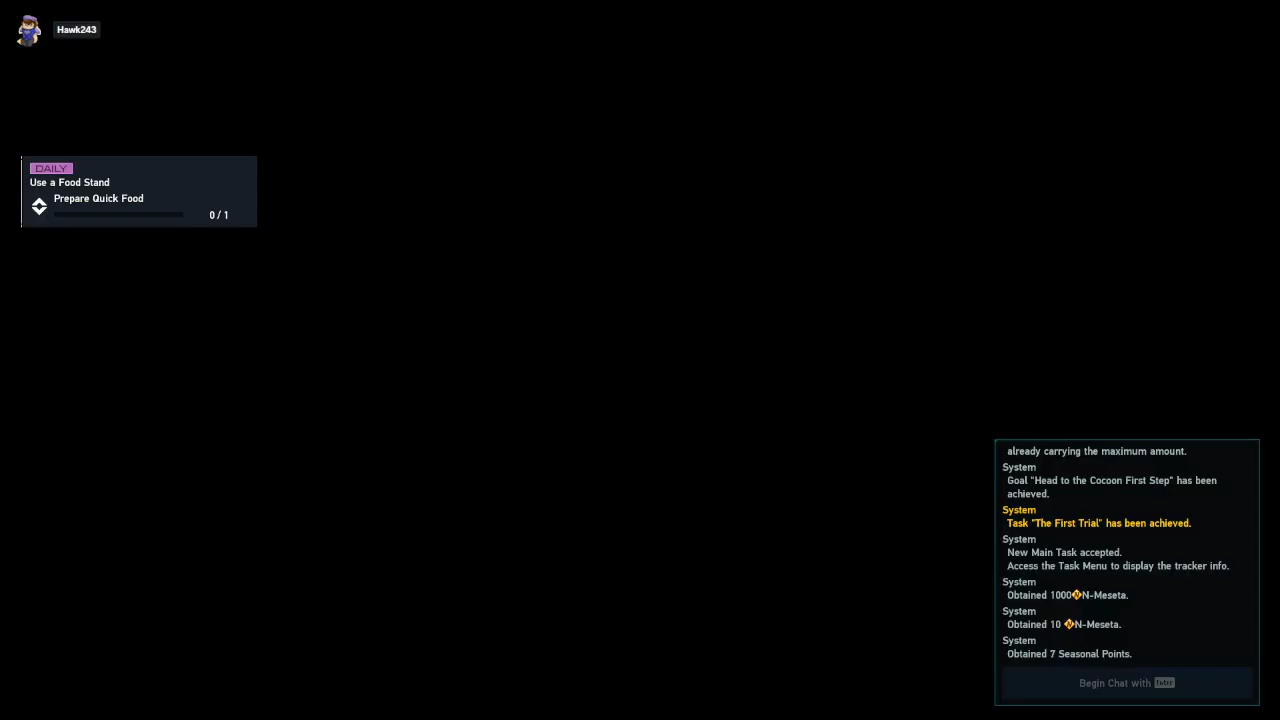 Hawk243
DAILY
Use a Food Stand
Prepare Quick Food
0 / 1
already carrying the maximum amount.
System
Goal "Head to the Cocoon First Step" has been
achieved.
System
Task "The First Trial" has been achieved.
System
New Main Task accepted.
Access the Task Menu to display the tracker info.
System
Obtained 1000 N-Meseta.
System
Obtained 10 N-Meseta.
System
Obtained 7 Seasonal Points.
Begin Chat with Enter